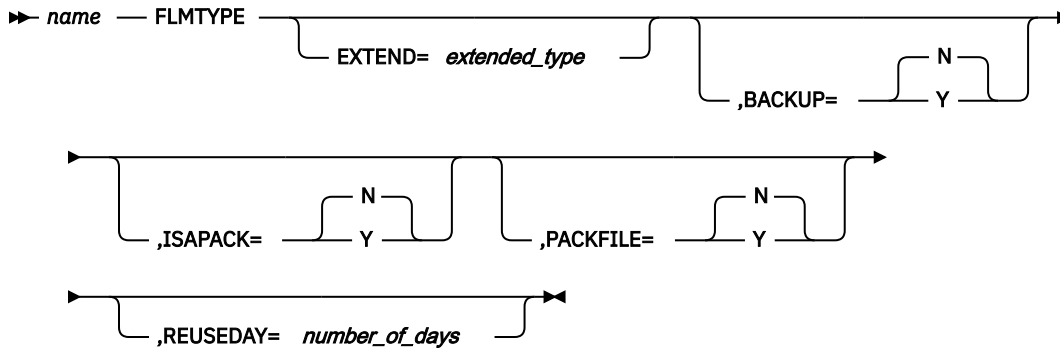 name FLMTYPE
EXTEND= extended_type
N
,BACKUP= Y
N N
,ISAPACK= Y ,PACKFILE= Y
,REUSEDAY= number_of_days